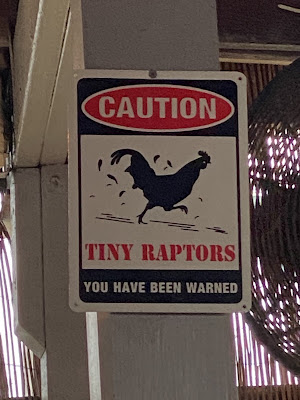 CAUTION
TINY RAPTORS
YOU HAVE BEEN WARNED